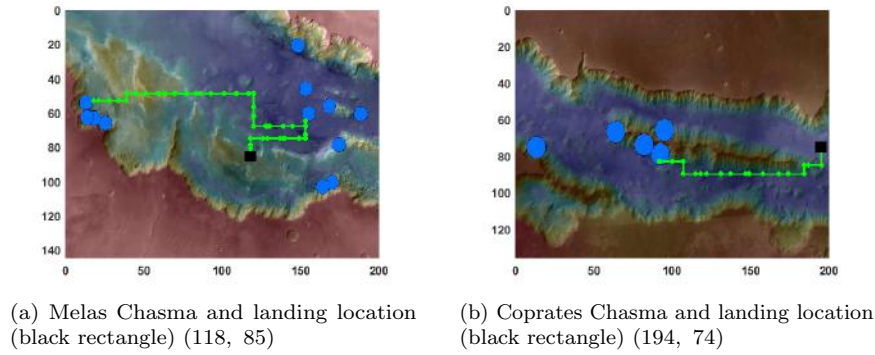 0
20
40
60
80
100
120
140
0 50 100 150 200
0
20
40
60
80
100
120
0 50 100 150 200
(a) Melas Chasma and landing location
(black rectangle) (118, 85)
(b) Coprates Chasma and landing location
(black rectangle) (194, 74)